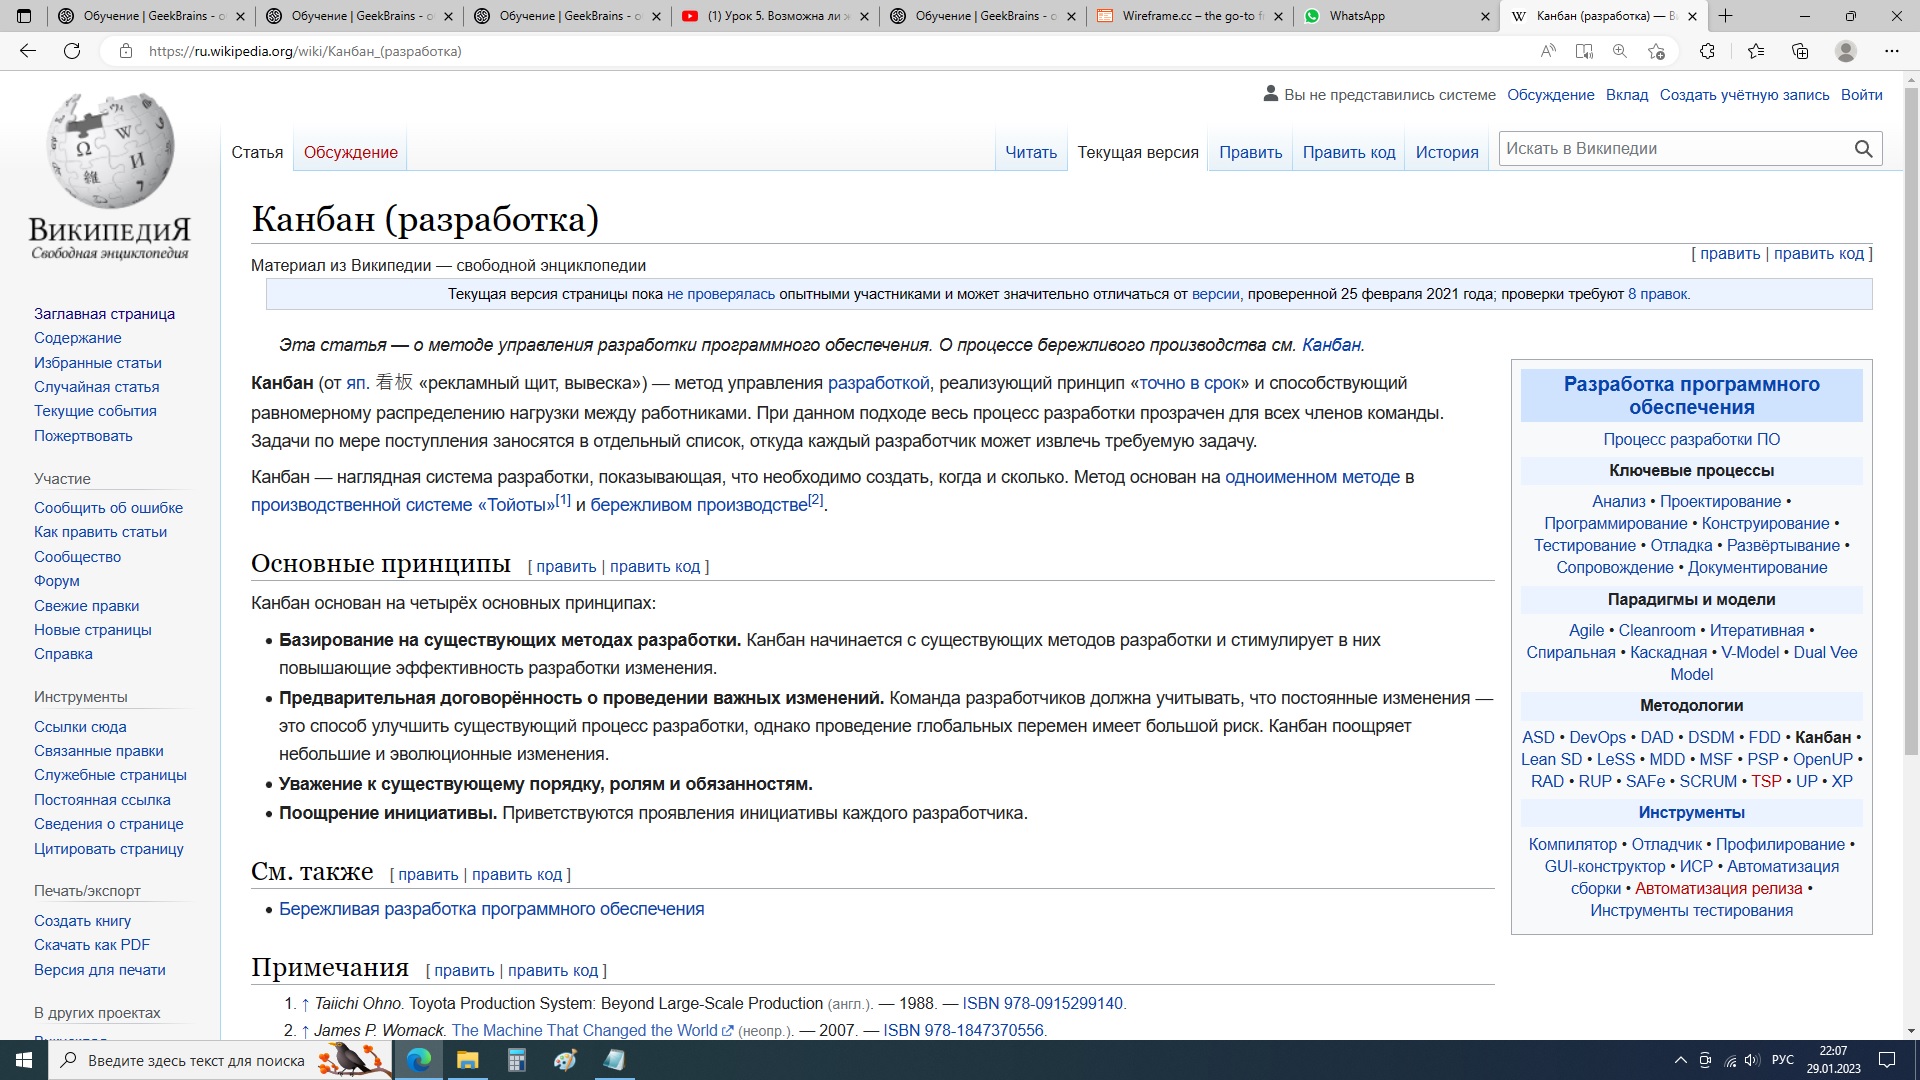 Обучение | GeekBrains - о
Обучение | GeekBrains - о
Обучение | GeekBrains - о
(1) Урок 5. Возможна ли ж
Обучение | GeekBrains - о
Wireframe.cc – the go-to f
WhatsApp
Канбан (разработка) — В
https://ru.wikipedia.org/wiki/Канбан_(разработка)
Вы не представились системе Обсуждение Вклад Создать учётную запись Войти
Статья Обсуждение Читать Текущая версия Править Править код История Искать в Википедии
ВикипедиЯ
Свободная энциклопедия
Заглавная страница
Содержание
Избранные статьи
Случайная статья
Текущие события
Пожертвовать
Участие
Сообщить об ошибке
Как править статьи
Сообщество
Форум
Свежие правки
Новые страницы
Справка
Инструменты
Ссылки сюда
Связанные правки
Служебные страницы
Постоянная ссылка
Сведения о странице
Цитировать страницу
Печать/экспорт
Создать книгу
Скачать как PDF
Версия для печати
В других проектах
Канбан (разработка)
[ править | править код ]
Материал из Википедии — свободной энциклопедии
Текущая версия страницы пока не проверялась опытными участниками и может значительно отличаться от версии, проверенной 25 февраля 2021 года; проверки требуют 8 правок.
Эта статья — о методе управления разработки программного обеспечения. О процессе бережливого производства см. Канбан.
Канбан (от яп. 看板 «рекламный щит, вывеска») — метод управления разработкой, реализующий принцип «точно в срок» и способствующий
равномерному распределению нагрузки между работниками. При данном подходе весь процесс разработки прозрачен для всех членов команды.
Задачи по мере поступления заносятся в отдельный список, откуда каждый разработчик может извлечь требуемую задачу.
Канбан — наглядная система разработки, показывающая, что необходимо создать, когда и сколько. Метод основан на одноименном методе в
производственной системе «Тойоты»[1] и бережливом производстве[2].
Основные принципы [ править | править код ]
Канбан основан на четырёх основных принципах:
• Базирование на существующих методах разработки. Канбан начинается с существующих методов разработки и стимулирует в них
повышающие эффективность разработки изменения.
• Предварительная договорённость о проведении важных изменений. Команда разработчиков должна учитывать, что постоянные изменения —
это способ улучшить существующий процесс разработки, однако проведение глобальных перемен имеет большой риск. Канбан поощряет
небольшие и эволюционные изменения.
• Уважение к существующему порядку, ролям и обязанностям.
• Поощрение инициативы. Приветствуются проявления инициативы каждого разработчика.
См. также [ править | править код ]
• Бережливая разработка программного обеспечения
Примечания [ править | править код ]
1. ↑ Taiichi Ohno. Toyota Production System: Beyond Large-Scale Production (англ.). — 1988. — ISBN 978-0915299140.
2. ↑ James P. Womack. The Machine That Changed the World (неопр.). — 2007. — ISBN 978-1847370556.
Разработка программного
обеспечения
Процесс разработки ПО
Ключевые процессы
Анализ • Проектирование •
Программирование • Конструирование •
Тестирование • Отладка • Развёртывание •
Сопровождение • Документирование
Парадигмы и модели
Agile • Cleanroom • Итеративная •
Спиральная • Каскадная • V-Model • Dual Vee
Model
Методологии
ASD • DevOps • DAD • DSDM • FDD • Канбан •
Lean SD • LeSS • MDD • MSF • PSP • OpenUP •
RAD • RUP • SAFe • SCRUM • TSP • UP • XP
Инструменты
Компилятор • Отладчик • Профилирование •
GUI-конструктор • ИСР • Автоматизация
сборки • Автоматизация релиза •
Инструменты тестирования
Введите здесь текст для поиска
РУС
22:07
29.01.2023